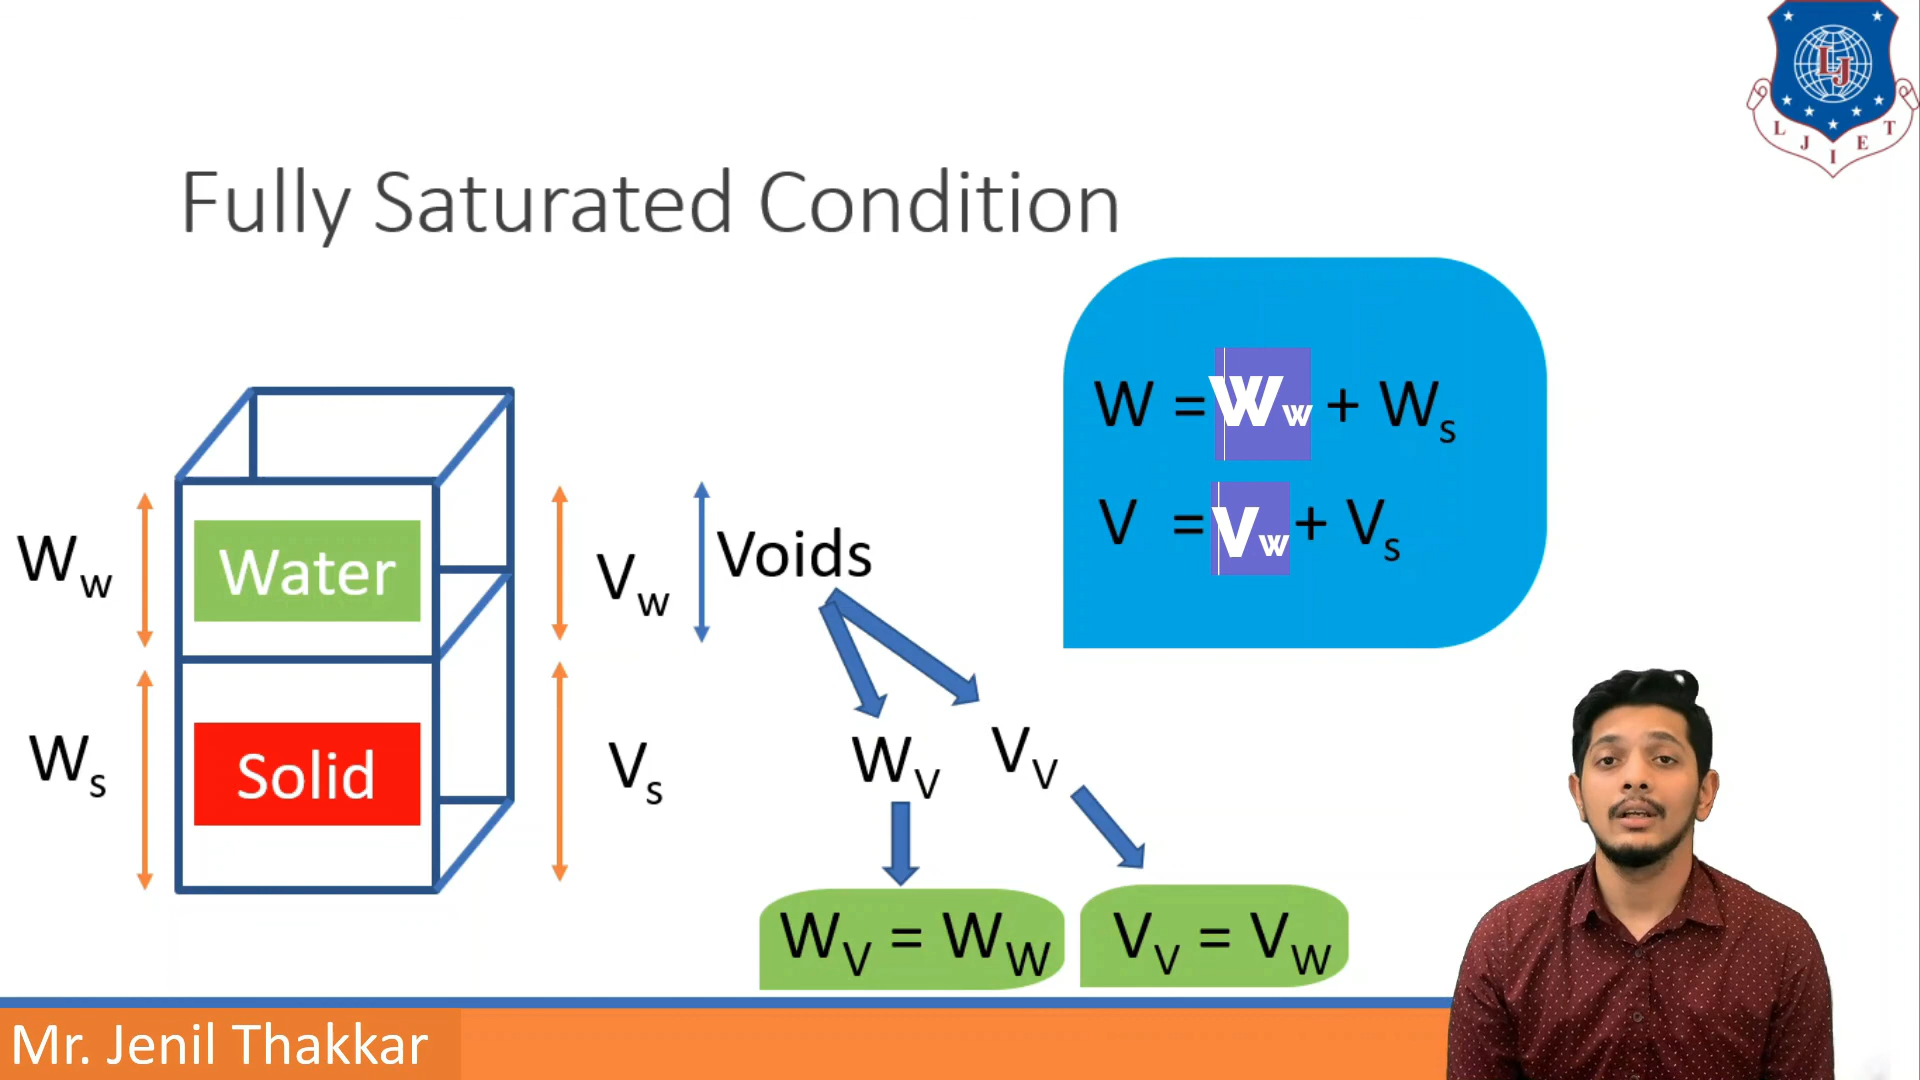 LJ
L J I E T
Fully Saturated Condition
W = Ww + Ws
V = Vw + Vs
Ww
Water
Vw
Voids
Ws
Solid
Vs
WV
VV
WV = WW
VV = VW
Mr. Jenil Thakkar